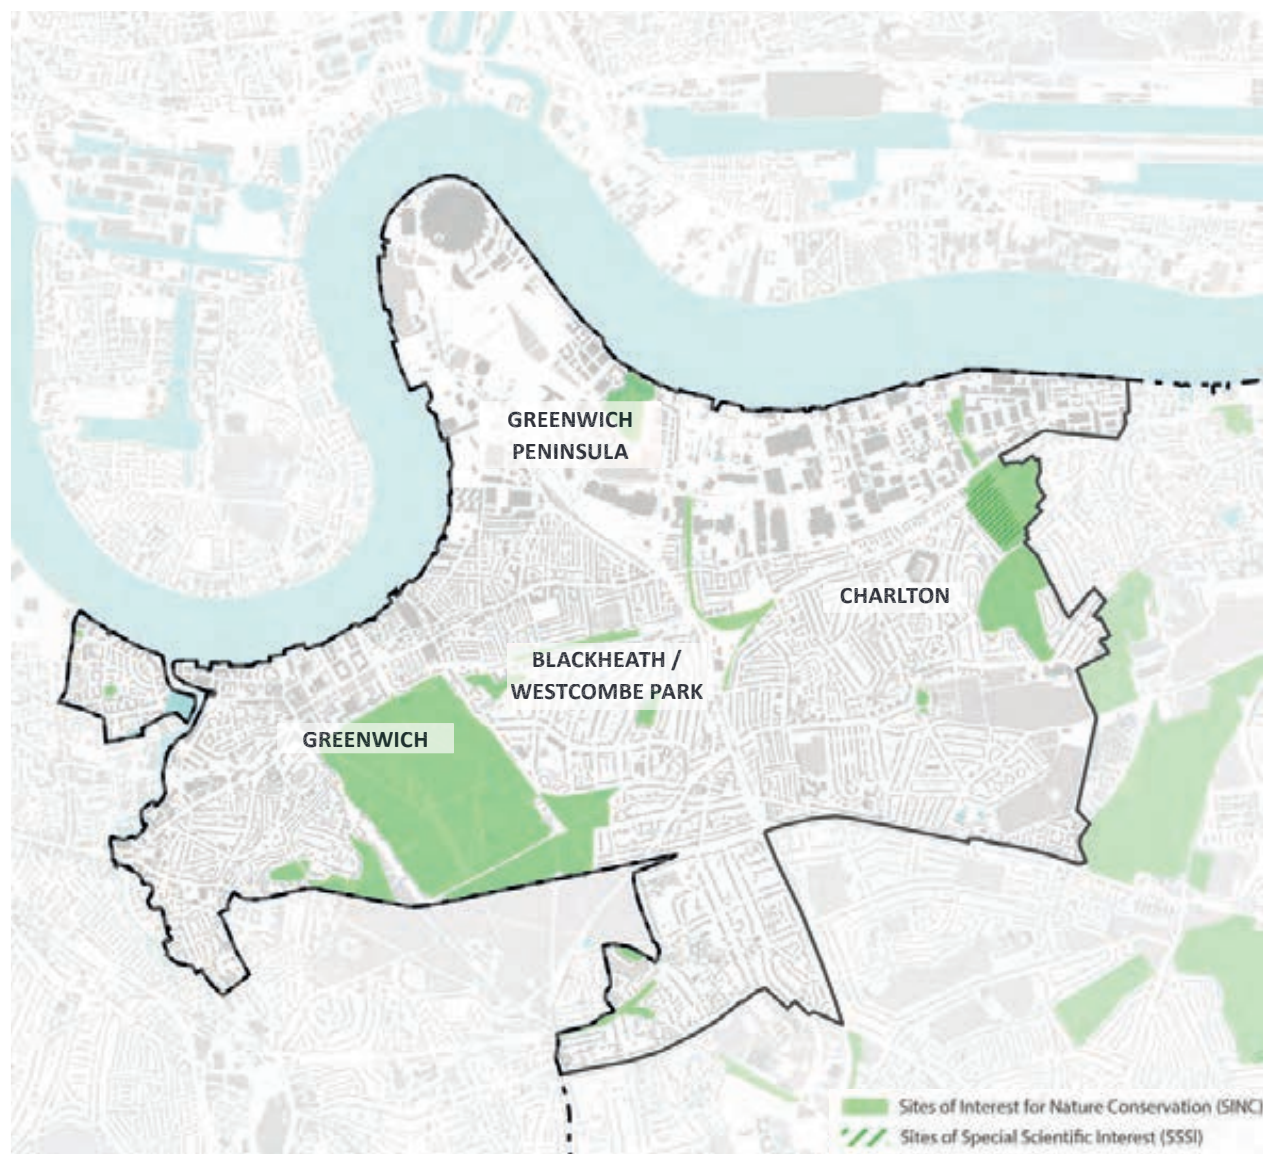 GREENWICH
PENINSULA
CHARLTON
BLACKHEATH /
WESTCOMBE PARK
GREENWICH
Sites of Interest for Nature Conservation (SINC)
Sites of Special Scientific Interest (SSSI)